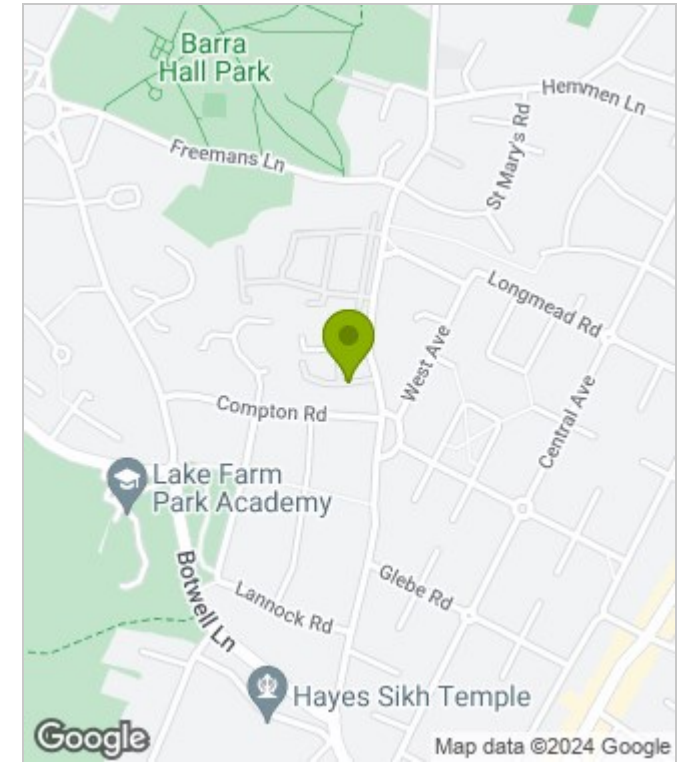 Barra
Hall Park
Hemmen Ln
St Mary's Rd
Freemans Ln
Longmead Rd
West Ave
Compton Rd
Central Ave
Lake Farm
Park Academy
Botwell Ln
Glebe Rd
Lannock Rd
Hayes Sikh Temple
Google
Map data ©2024 Google